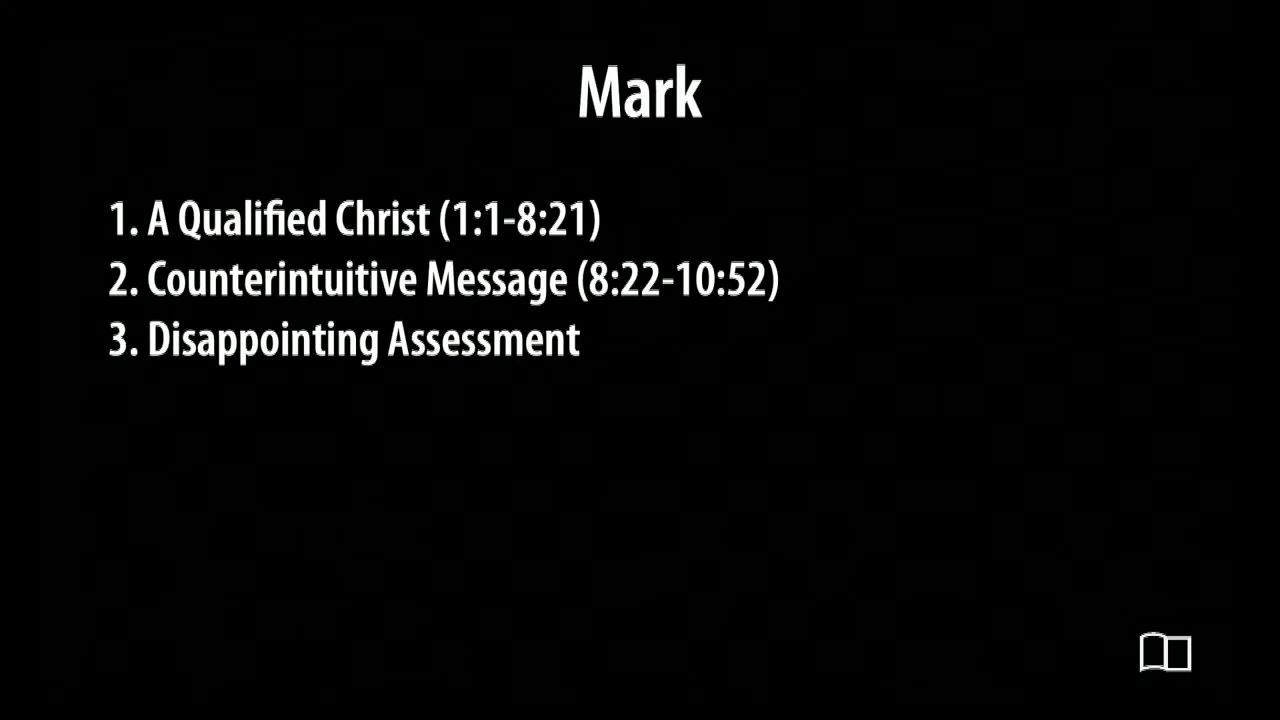 Mark
1. A Qualified Christ (1:1-8:21)
2. Counterintuitive Message (8:22-10:52)
3. Disappointing Assessment